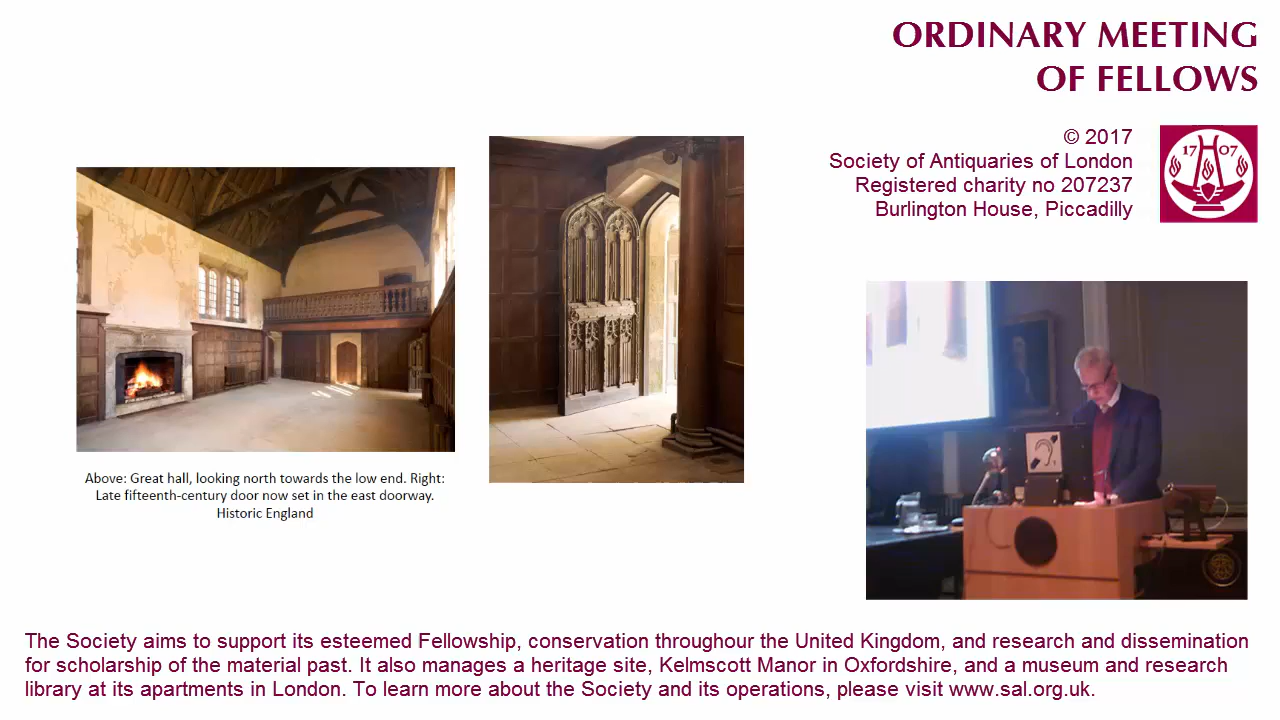 ORDINARY MEETING
OF FELLOWS
© 2017
Society of Antiquaries of London
Registered charity no 207237
Burlington House, Piccadilly
17 07
Above: Great hall, looking north towards the low end. Right:
Late fifteenth-century door now set in the east doorway.
Historic England
The Society aims to support its esteemed Fellowship, conservation throughour the United Kingdom, and research and dissemination
for scholarship of the material past. It also manages a heritage site, Kelmscott Manor in Oxfordshire, and a museum and research
library at its apartments in London. To learn more about the Society and its operations, please visit www.sal.org.uk.